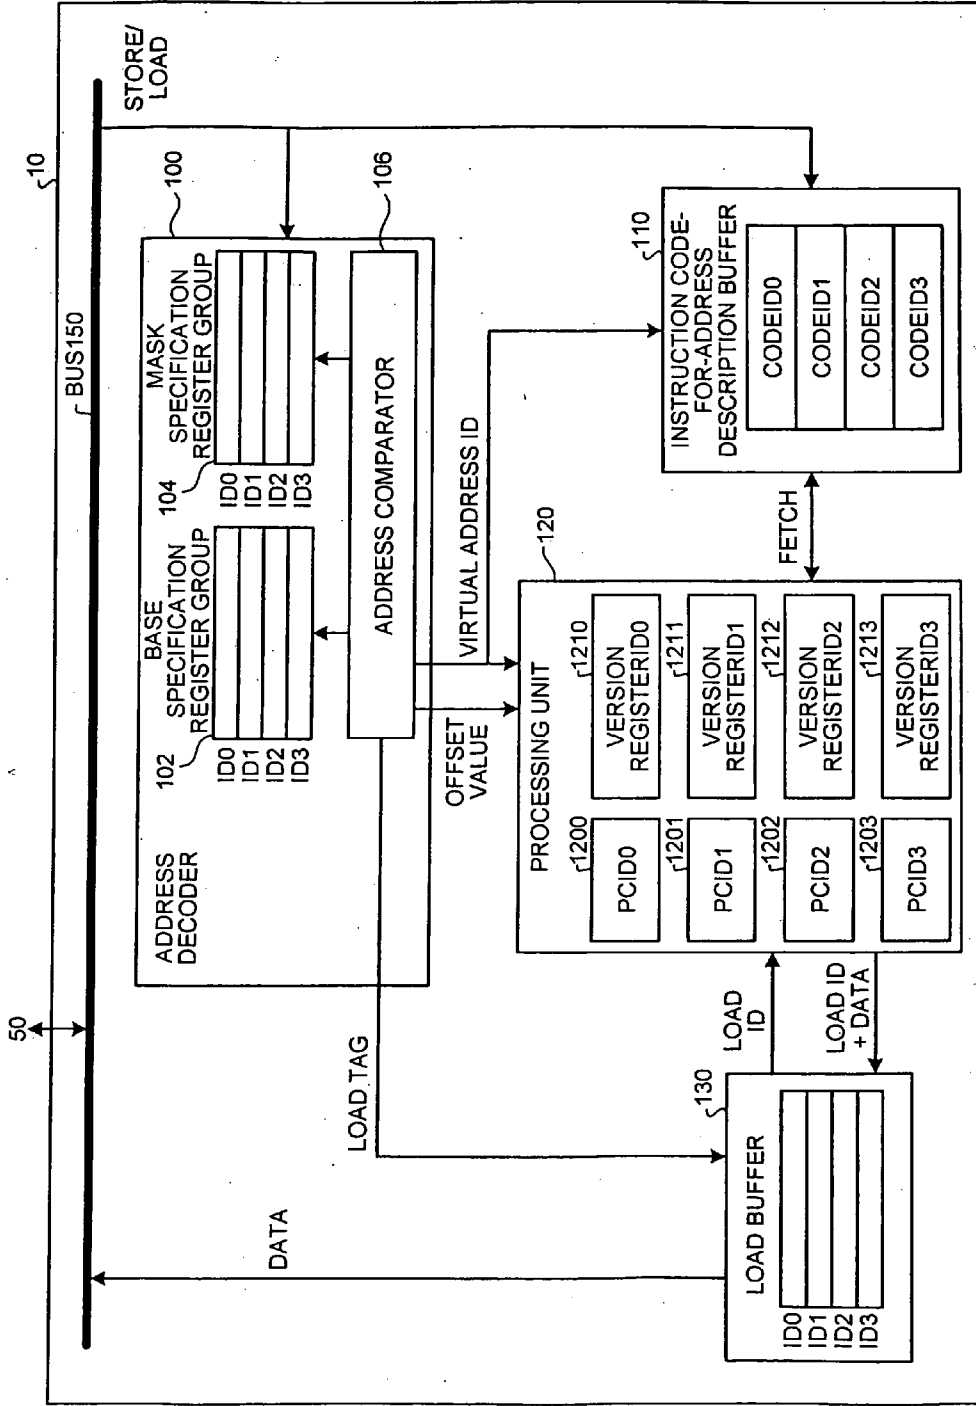 50
10
BUS150
STORE/
LOAD
ADDRESS
DECODER
100
102
BASE
SPECIFICATION
REGISTER GROUP
ID0
ID1
ID2
ID3
104
MASK
SPECIFICATION
REGISTER GROUP
ID0
ID1
ID2
ID3
106
ADDRESS COMPARATOR
DATA
LOAD TAG
OFFSET
VALUE
VIRTUAL ADDRESS ID
130
LOAD BUFFER
ID0
ID1
ID2
ID3
LOAD
ID
LOAD ID
+ DATA
120
PROCESSING UNIT
1200
PCID0
1210
VERSION
REGISTERID0
1201
PCID1
1211
VERSION
REGISTERID1
1202
PCID2
1212
VERSION
REGISTERID2
1203
PCID3
1213
VERSION
REGISTERID3
FETCH
110
INSTRUCTION CODE-
FOR-ADDRESS
DESCRIPTION BUFFER
CODEID0
CODEID1
CODEID2
CODEID3